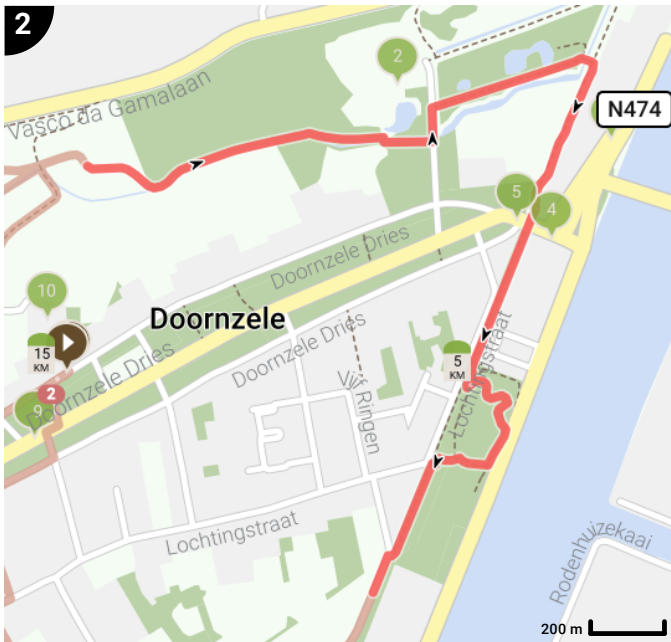 2
Vasco da Gamalaan
2
N474
5
4
Doornzele Dries
10
Doornzele
15
KM
Doornzele Dries
Doornzele Dries
5
KM
2
9
Vijf Ringen
Lochtingstraat
Lochtingstraat
Rodenhuizekaai
200 m